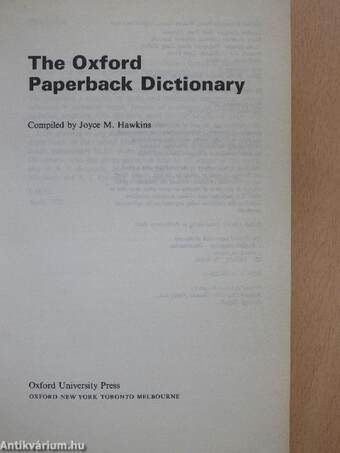 The Oxford
Paperback Dictionary
Compiled by Joyce M. Hawkins
Oxford University Press
OXFORD NEW YORK TORONTO MELBOURNE
Antikvárium.hu